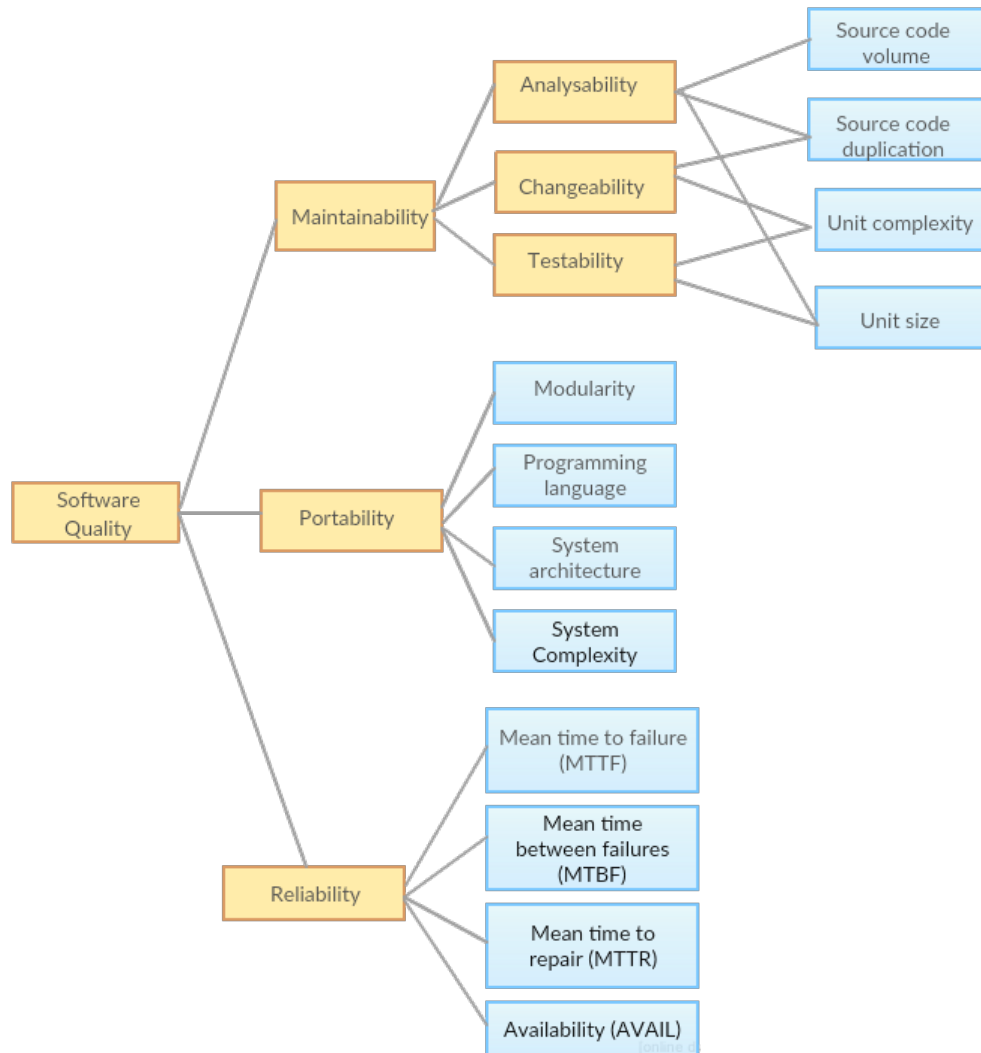 Source code
volume
Analysability
Source code
duplication
Changeability
Maintainability
Unit complexity
Testability
Unit size
Modularity
Programming
language
Software
Quality
Portability
System
architecture
System
Complexity
Mean time to failure
(MTTF)
Mean time
between failures
(MTBF)
Reliability
Mean time to
repair (MTTR)
Availability (AVAIL)